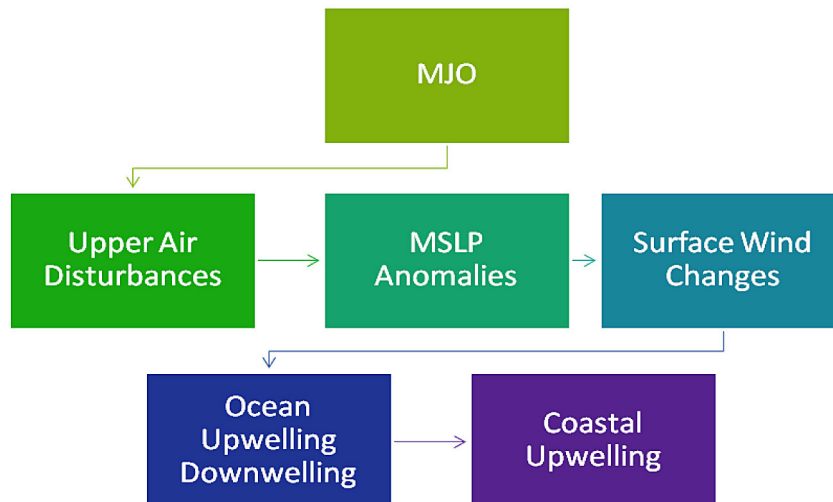 MJO
Upper Air
Disturbances
MSLP
Anomalies
Surface Wind
Changes
Ocean
Upwelling
Downwelling
Coastal
Upwelling